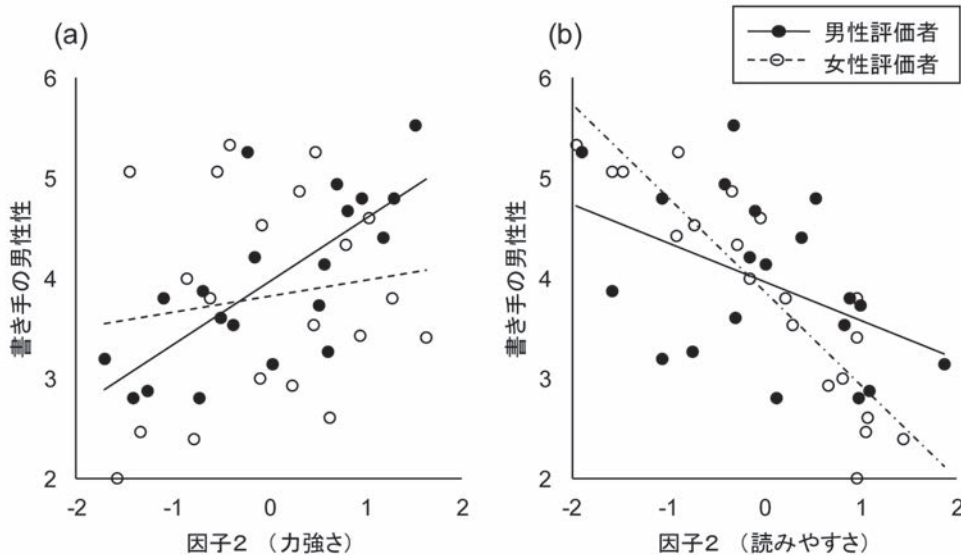 (a)
(b)
男性評価者
女性評価者
6
5
4
3
2
書き手の男性性
-2
-1
0
1
2
因子2 (力強さ)
6
5
4
3
2
書き手の男性性
-2
-1
0
1
2
因子2 (読みやすさ)